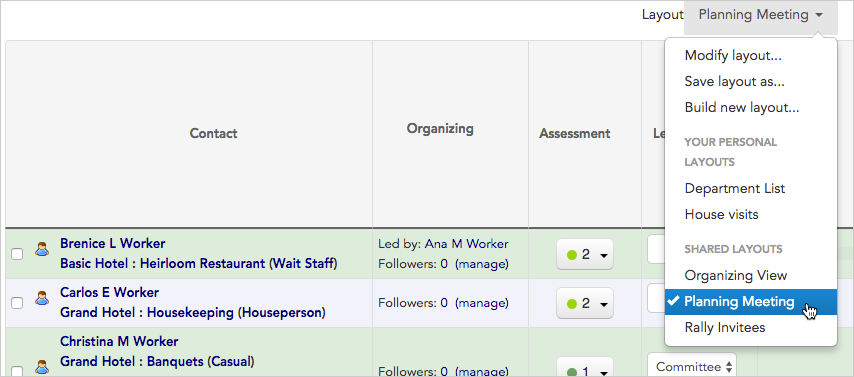 Layout Planning Meeting
Modify layout...
Save layout as...
Build new layout...
YOUR PERSONAL
LAYOUTS
Department List
House visits
SHARED LAYOUTS
Organizing View
Planning Meeting
Rally Invitees
Contact Organizing Assessment
Brenice L Worker
Basic Hotel : Heirloom Restaurant (Wait Staff)
Led by: Ana M Worker
Followers: 0 (manage)
2
Carlos E Worker
Grand Hotel : Housekeeping (Houseperson)
Followers: 0 (manage)
2
Christina M Worker
Grand Hotel : Banquets (Casual)
Followers: 0 (manage)
1
Committee